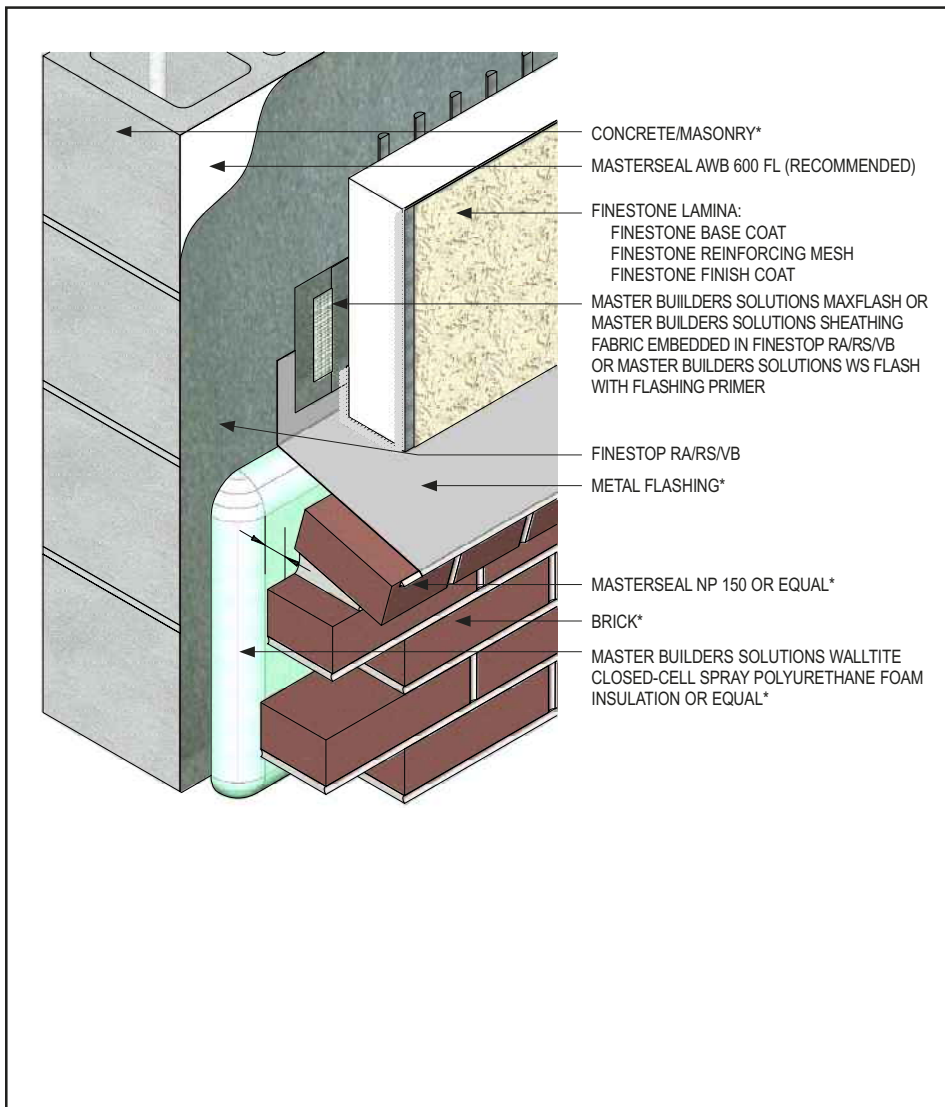 CONCRETE/MASONRY*
MASTERSEAL AWB 600 FL (RECOMMENDED)
FINESTONE LAMINA:
FINESTONE BASE COAT
FINESTONE REINFORCING MESH
FINESTONE FINISH COAT
MASTER BUIILDERS SOLUTIONS MAXFLASH OR
MASTER BUILDERS SOLUTIONS SHEATHING
FABRIC EMBEDDED IN FINESTOP RA/RS/VB
OR MASTER BUILDERS SOLUTIONS WS FLASH
WITH FLASHING PRIMER
FINESTOP RA/RS/VB
METAL FLASHING*
MASTERSEAL NP 150 OR EQUAL*
BRICK*
MASTER BUILDERS SOLUTIONS WALLTITE
CLOSED-CELL SPRAY POLYURETHANE FOAM
INSULATION OR EQUAL*